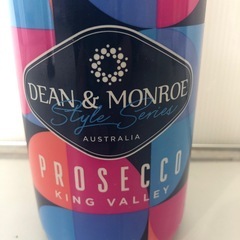 DEAN & MONROE
Style Series
AUSTRALIA
PROSECCO
KING VALLEY